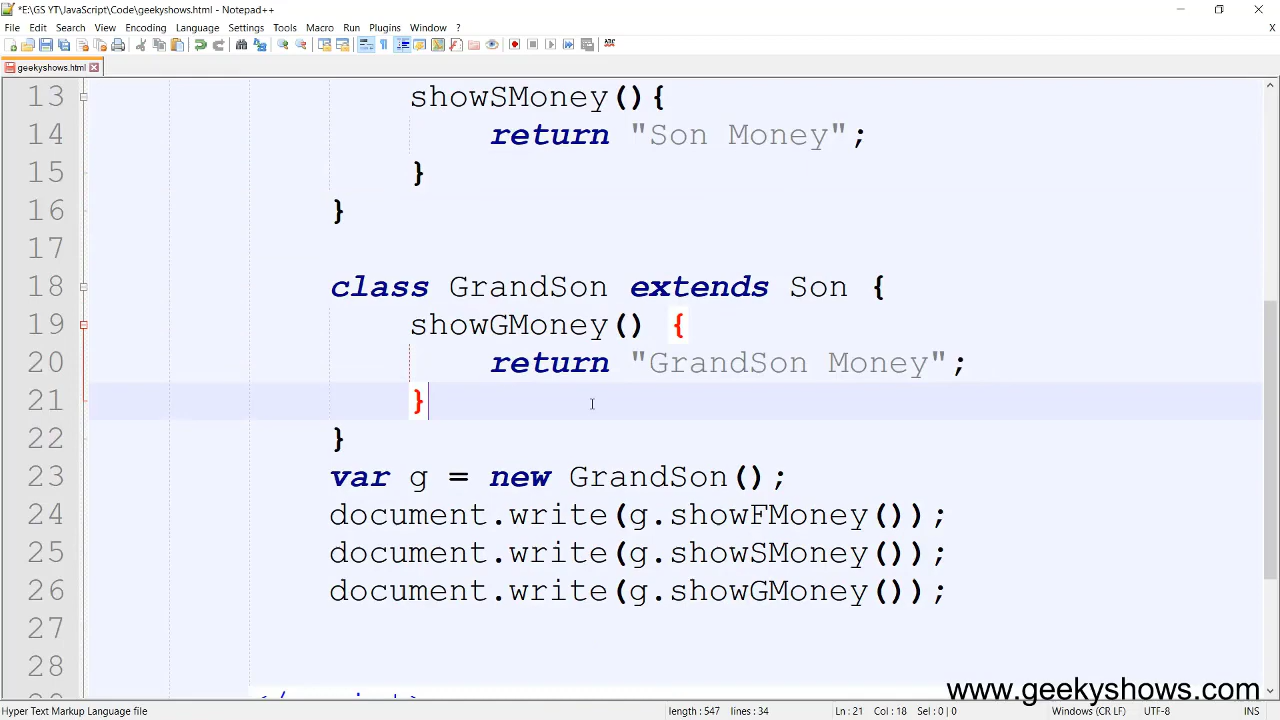 *E:\GS YT\JavaScript\Code\geekyshows.html - Notepad++
File Edit Search View Encoding Language Settings Tools Macro Run Plugins Window ?
X
geekyshows.html
13 showSMoney(){
14 return "Son Money";
15 }
16 }
17
18 class GrandSon extends Son {
19 showGMoney() {
20 return "GrandSon Money";
21 }
22 }
23 var g = new GrandSon();
24 document.write(g.showFMoney());
25 document.write(g.showSMoney());
26 document.write(g.showGMoney());
27
28
www.geekyshows.com
Hyper Text Markup Language file length : 547 lines : 34 Ln : 21 Col : 18 Sel : 0 | 0 Windows (CR LF) UTF-8 INS